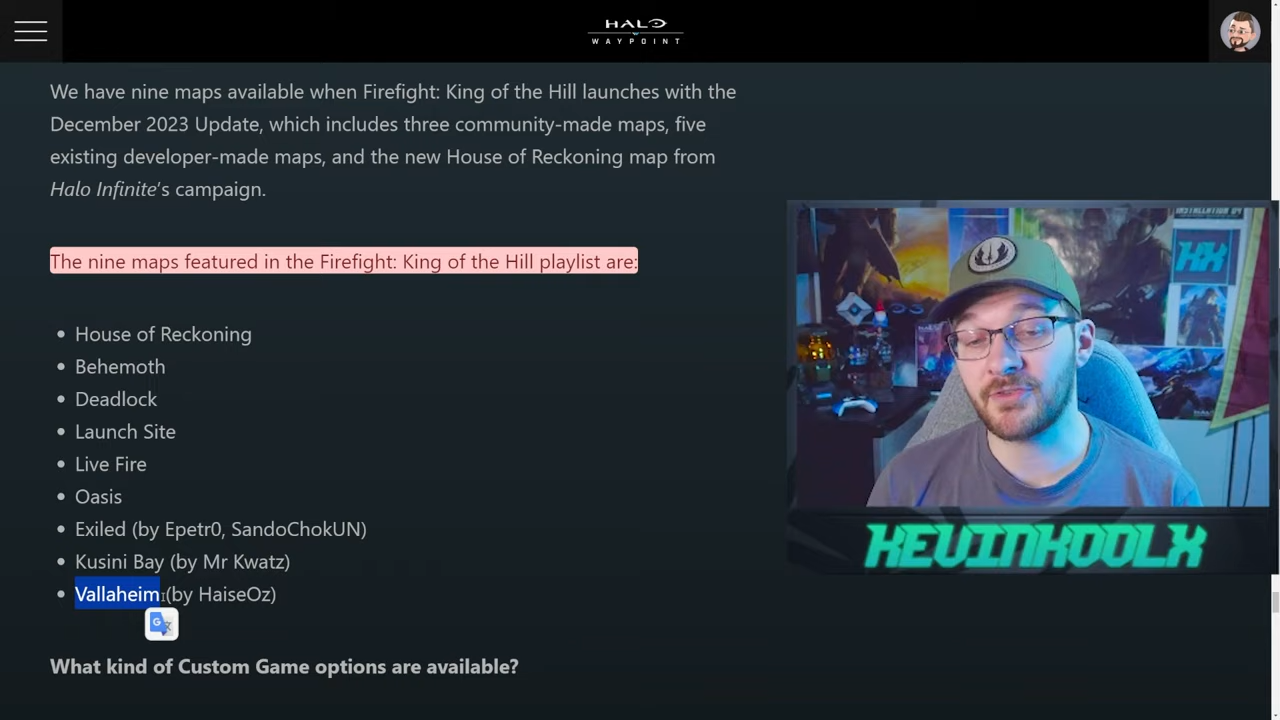 HALO
WAYPOINT
We have nine maps available when Firefight: King of the Hill launches with the
December 2023 Update, which includes three community-made maps, five
existing developer-made maps, and the new House of Reckoning map from
Halo Infinite's campaign.
The nine maps featured in the Firefight: King of the Hill playlist are:
• House of Reckoning
• Behemoth
• Deadlock
• Launch Site
• Live Fire
• Oasis
• Exiled (by Epetr0, SandoChokUN)
• Kusini Bay (by Mr Kwatz)
• Vallaheim (by HaiseOz)
What kind of Custom Game options are available?
INSTALLATION 04
KX
KEVINKOOLX